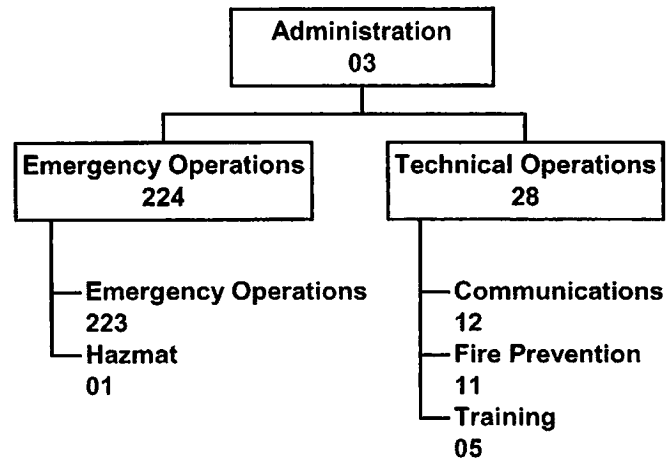 Administration
03
Emergency Operations
224
Technical Operations
28
Emergency Operations
223
Hazmat
01
Communications
12
Fire Prevention
11
Training
05